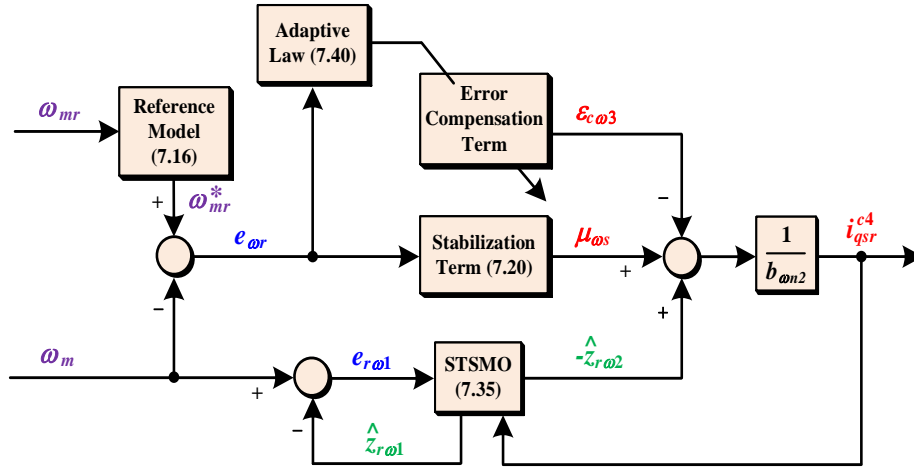 Adaptive
Law (7.40)
ω_mr
Reference
Model
(7.16)
Error
Compensation
Term
ε_cω3
+
ω*_mr
−
e_ωr
Stabilization
Term (7.20)
μ_ωs
+
1
b_ωn2
i^c4_qsr
−
+
ω_m
+
e_rω1
STSMO
(7.35)
-ẑ_rω2
−
ẑ_rω1